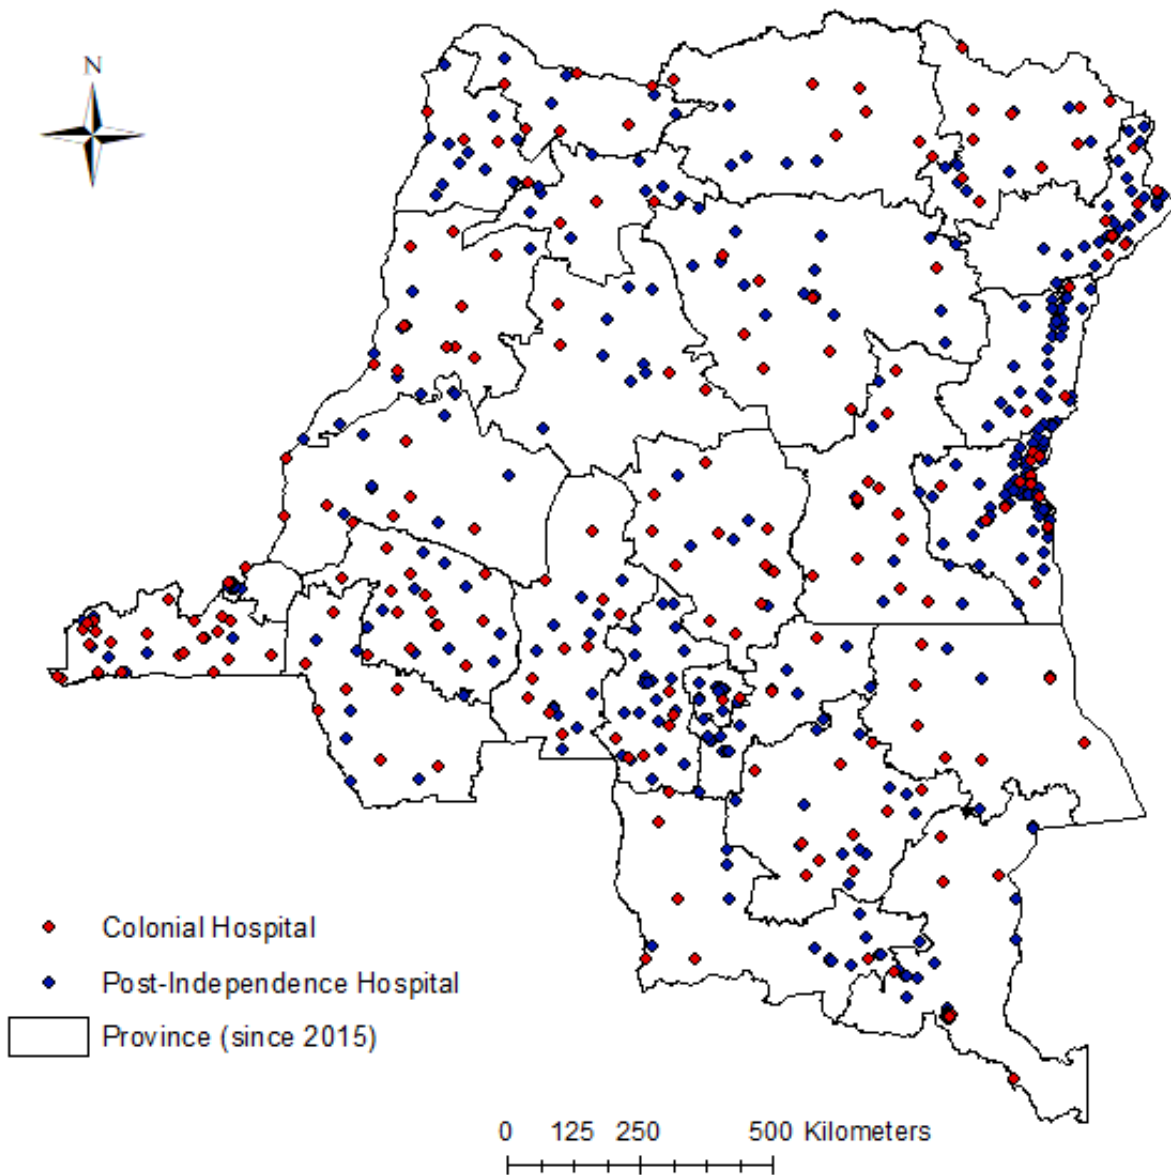 N
Colonial Hospital
Post-Independence Hospital
Province (since 2015)
0 125 250 500 Kilometers